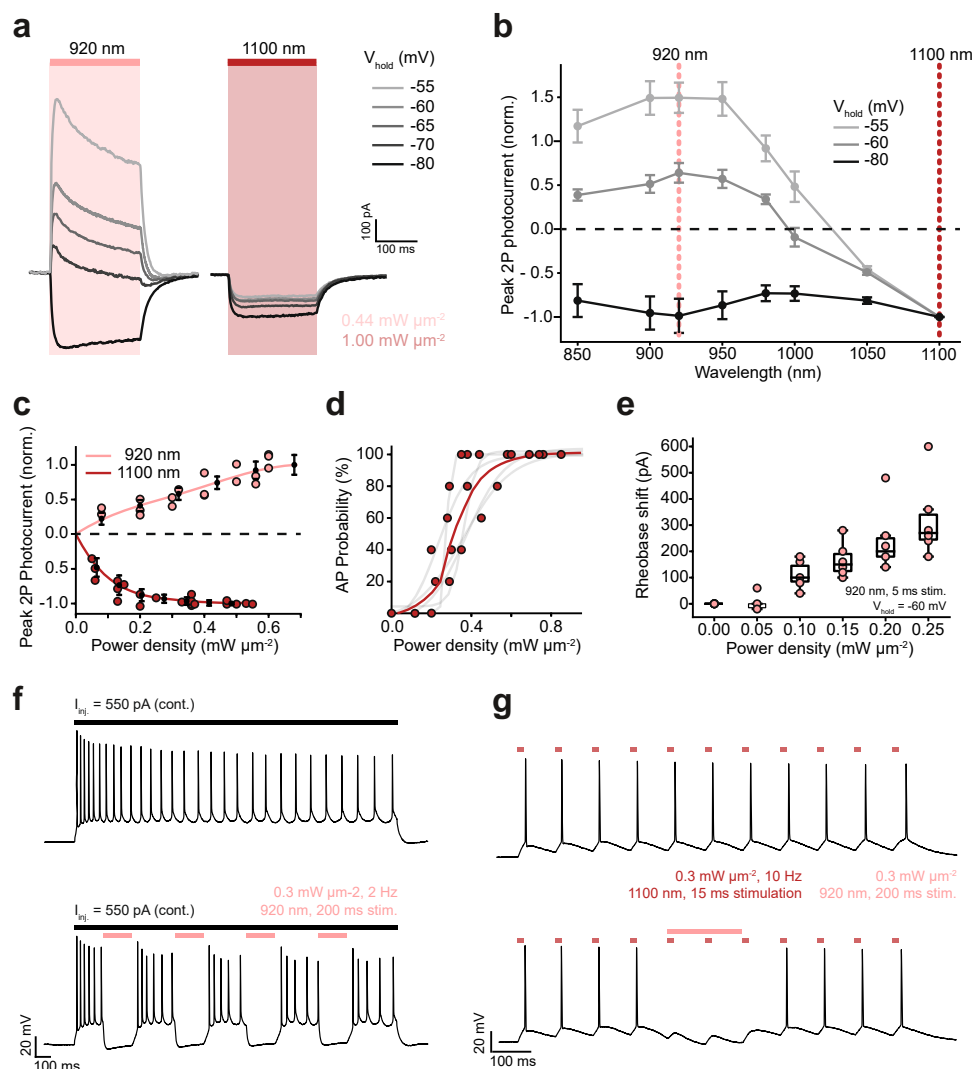 a
920 nm
1100 nm
Vhold (mV)
-55
-60
-65
-70
-80
100 pA
100 ms
0.44 mW µm-2
1.00 mW µm-2
b
920 nm
1100 nm
Peak 2P photocurrent (norm.)
1.5
1.0
0.5
0.0
- 0.5
-1.0
Vhold (mV)
-55
-60
-80
850
900
950
1000
1050
1100
Wavelength (nm)
c
Peak 2P Photocurrent (norm.)
920 nm
1100 nm
1.0
0.5
0.0
0.5
-1.0
0.0
0.2
0.4
0.6
Power density (mW µm-2)
d
AP Probability (%)
100
80
60
40
20
0.0
0.2
0.4
0.6
0.8
Power density (mW µm-2)
e
Rheobase shift (pA)
600
500
400
300
200
100
0
920 nm, 5 ms stim.
Vhold = -60 mV
0.00
0.05
0.10
0.15
0.20
0.25
Power density (mW µm-2)
f
Iinj. = 550 pA (cont.)
0.3 mW µm-2, 2 Hz
920 nm, 200 ms stim.
Iinj. = 550 pA (cont.)
20 mV
100 ms
g
0.3 mW µm-2, 10 Hz
1100 nm, 15 ms stimulation
0.3 mW µm-2
920 nm, 200 ms stim.
20 mV
100 ms